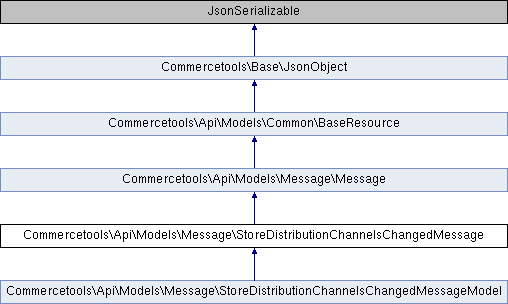 JsonSerializable
Commercetools\Base\JsonObject
Commercetools\Api\Models\Common\BaseResource
Commercetools\Api\Models\Message\Message
Commercetools\Api\Models\Message\StoreDistributionChannelsChangedMessage
Commercetools\Api\Models\Message\StoreDistributionChannelsChangedMessageModel